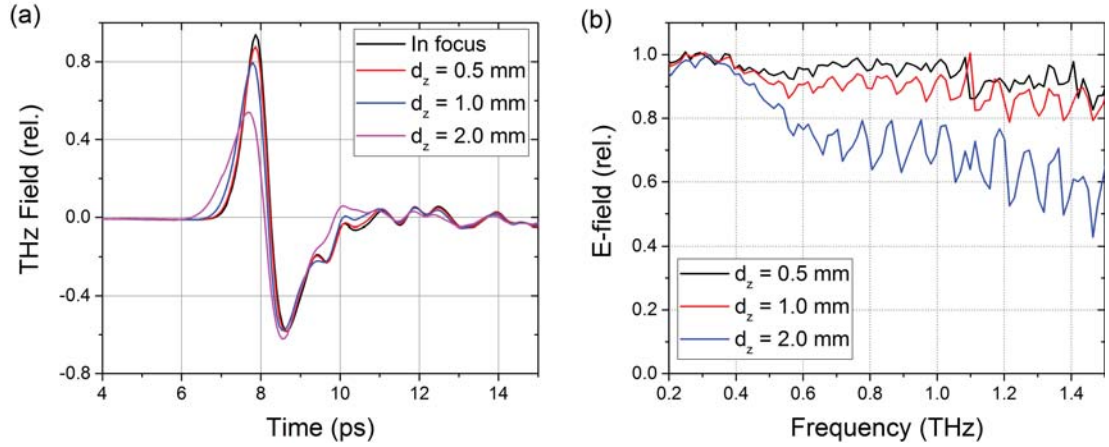 (a)
THz Field (rel.)
0.8
0.4
0.0
-0.4
-0.8
4
6
8
10
12
14
Time (ps)
In focus
d_z = 0.5 mm
d_z = 1.0 mm
d_z = 2.0 mm
(b)
E-field (rel.)
1.0
0.8
0.6
0.4
0.2
0.0
0.2
0.4
0.6
0.8
1.0
1.2
1.4
Frequency (THz)
d_z = 0.5 mm
d_z = 1.0 mm
d_z = 2.0 mm